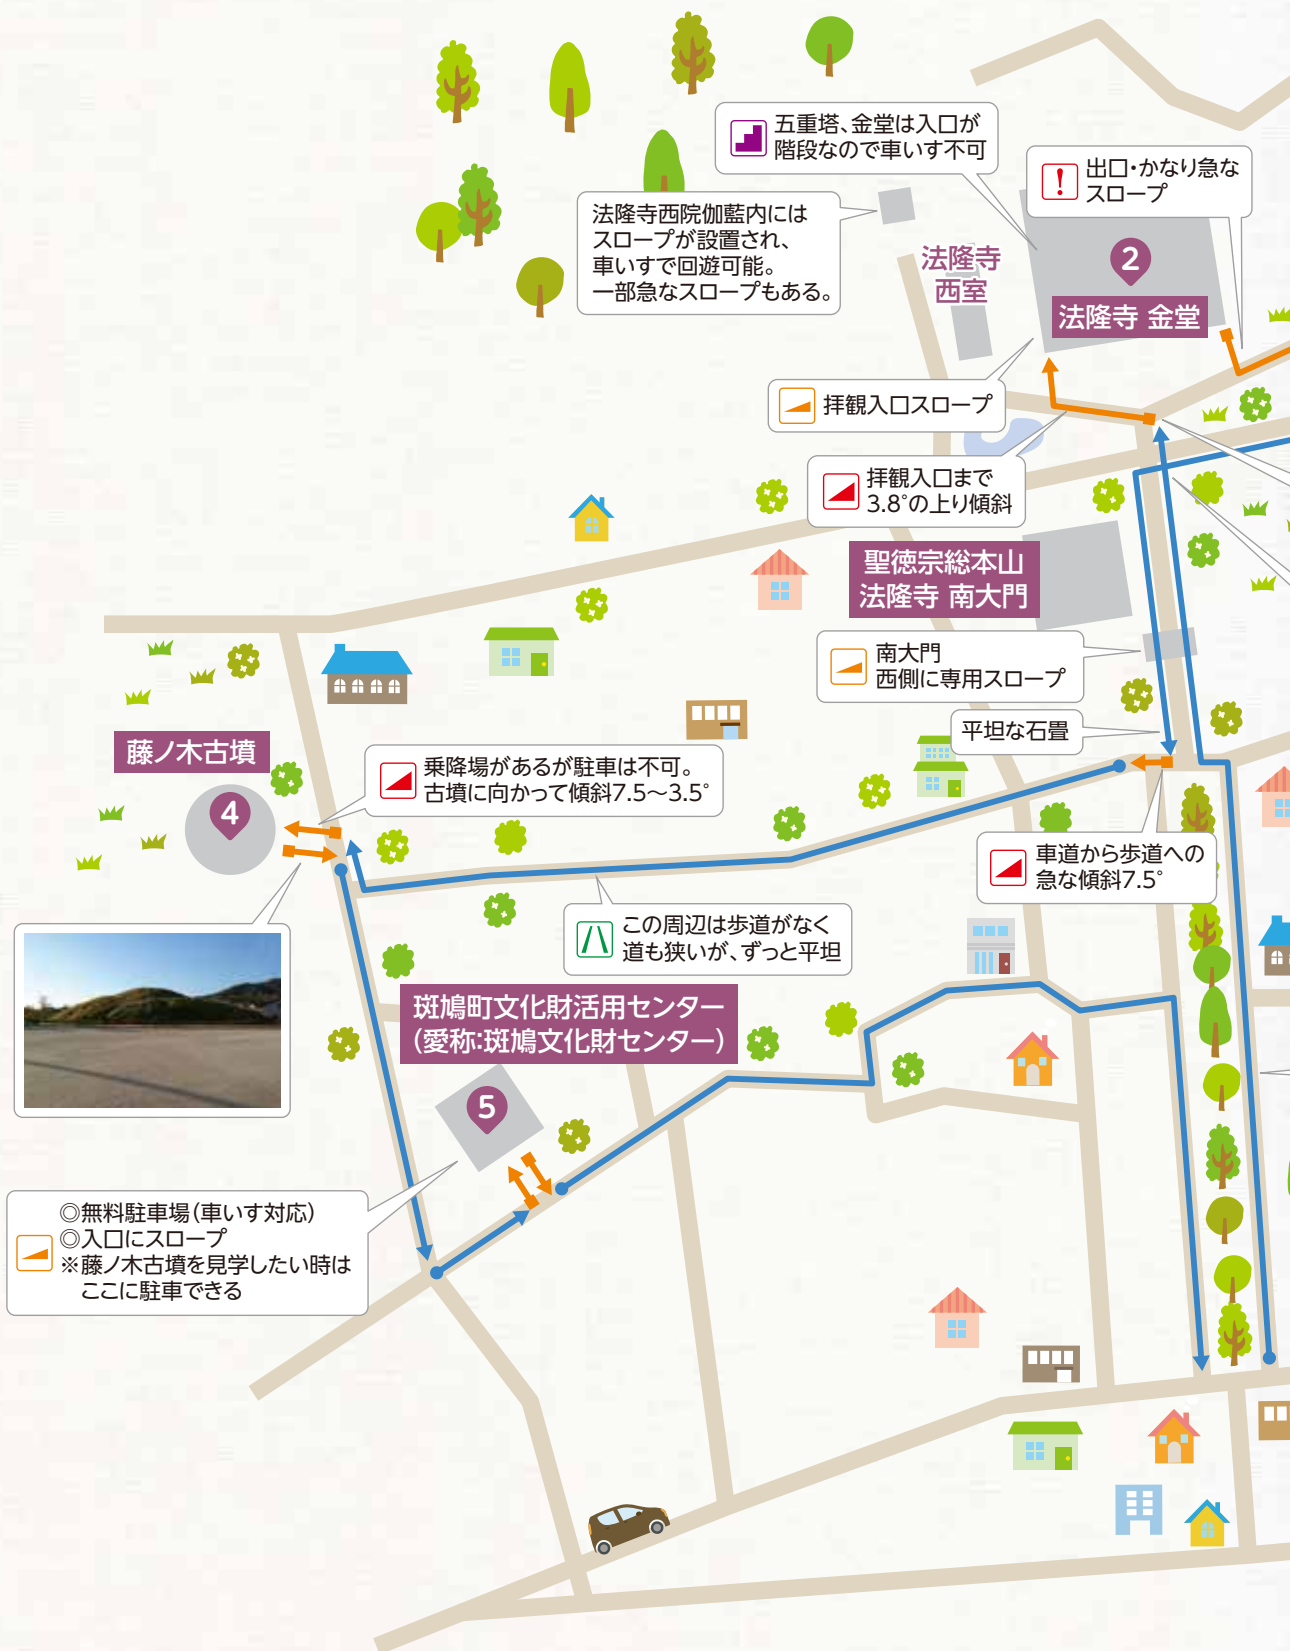 五重塔、金堂は入口が
階段なので車いす不可
出口・かなり急な
スロープ
法隆寺西院伽藍内には
スロープが設置され、
車いすで回遊可能。
一部急なスロープもある。
法隆寺
西室
2
法隆寺 金堂
拝観入口スロープ
拝観入口まで
3.8°の上り傾斜
聖徳宗総本山
法隆寺 南大門
南大門
西側に専用スロープ
平坦な石畳
藤ノ木古墳
4
乗降場があるが駐車は不可。
古墳に向かって傾斜7.5〜3.5°
車道から歩道への
急な傾斜7.5°
この周辺は歩道がなく
道も狭いが、ずっと平坦
斑鳩町文化財活用センター
(愛称:斑鳩文化財センター)
5
◎無料駐車場(車いす対応)
◎入口にスロープ
※藤ノ木古墳を見学したい時は
ここに駐車できる